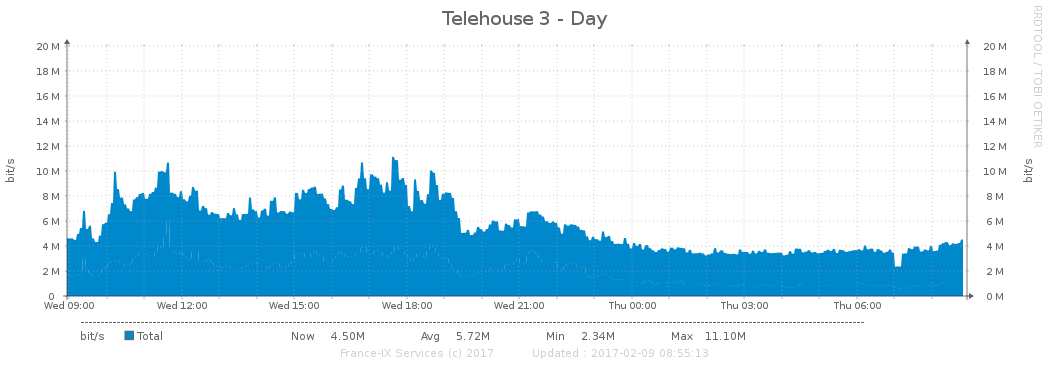 Telehouse 3 - Day
RRDTOOL / TOBI OETIKER
20 M 20 M
18 M 18 M
16 M 16 M
14 M 14 M
12 M 12 M
10 M 10 M
8 M 8 M
6 M 6 M
4 M 4 M
2 M 2 M
0 0 M
bit/s bit/s
Wed 09:00 Wed 12:00 Wed 15:00 Wed 18:00 Wed 21:00 Thu 00:00 Thu 03:00 Thu 06:00
bit/s Total Now 4.50M Avg 5.72M Min 2.34M Max 11.10M
France-IX Services (c) 2017 Updated : 2017-02-09 08:55:13